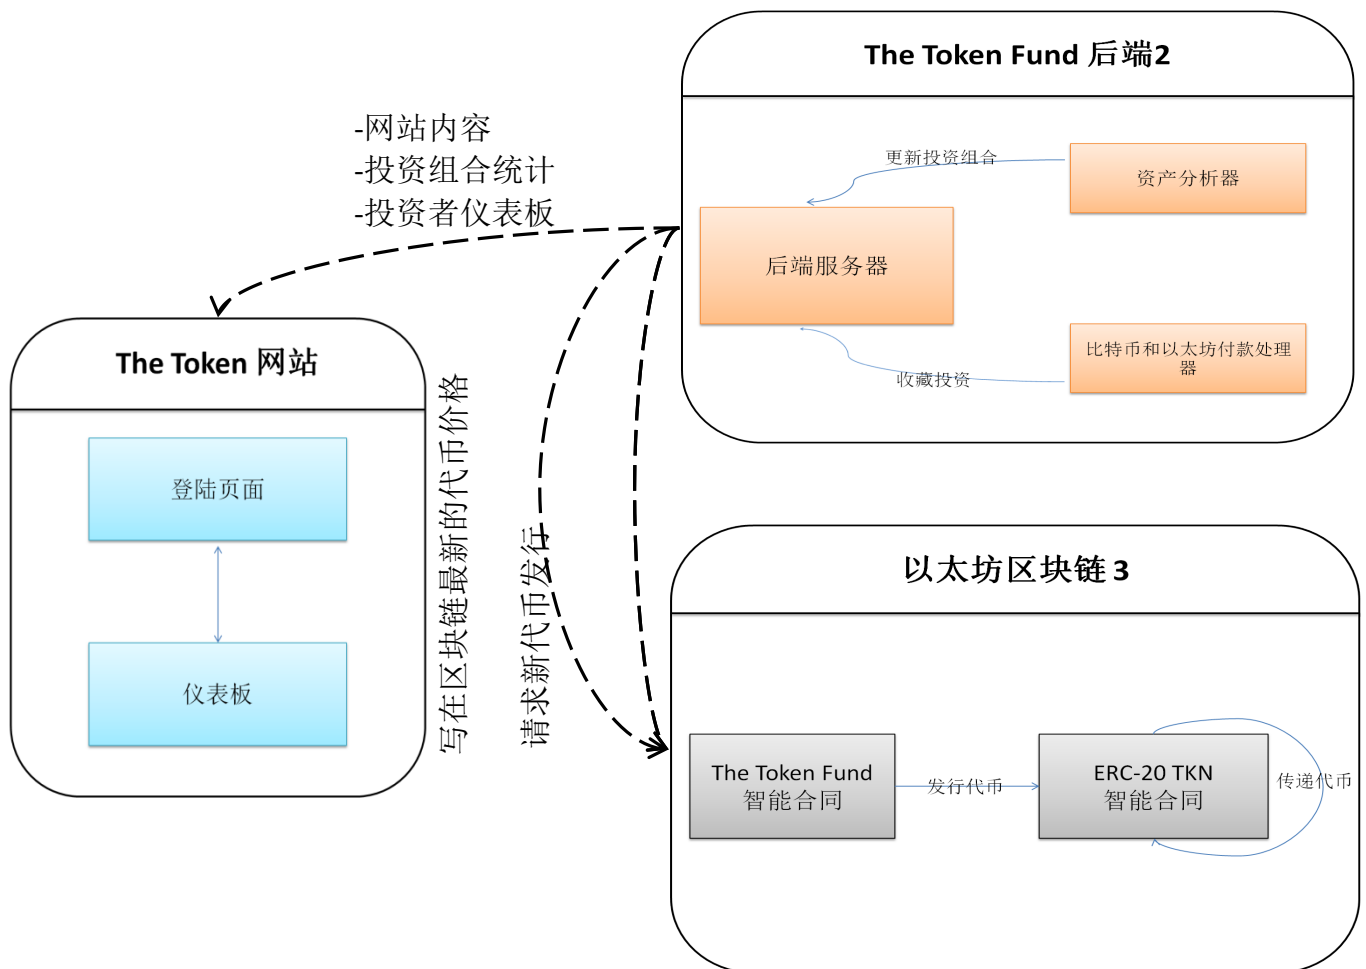 The Token Fund 后端2
-网站内容
-投资组合统计
-投资者仪表板
更新投资组合
资产分析器
后端服务器
比特币和以太坊付款处理
器
收藏投资
The Token 网站
登陆页面
仪表板
写在区块链最新的代币价格
请求新代币发行
以太坊区块链 3
The Token Fund
智能合同
发行代币
ERC-20 TKN
智能合同
传递代币